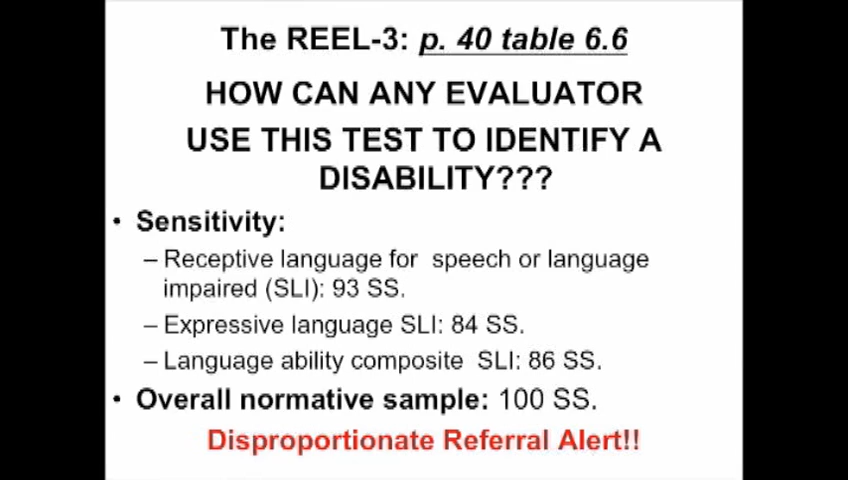 The REEL-3: p. 40 table 6.6
HOW CAN ANY EVALUATOR
USE THIS TEST TO IDENTIFY A
DISABILITY???
• Sensitivity:
– Receptive language for speech or language
impaired (SLI): 93 SS.
– Expressive language SLI: 84 SS.
– Language ability composite SLI: 86 SS.
• Overall normative sample: 100 SS.
Disproportionate Referral Alert!!